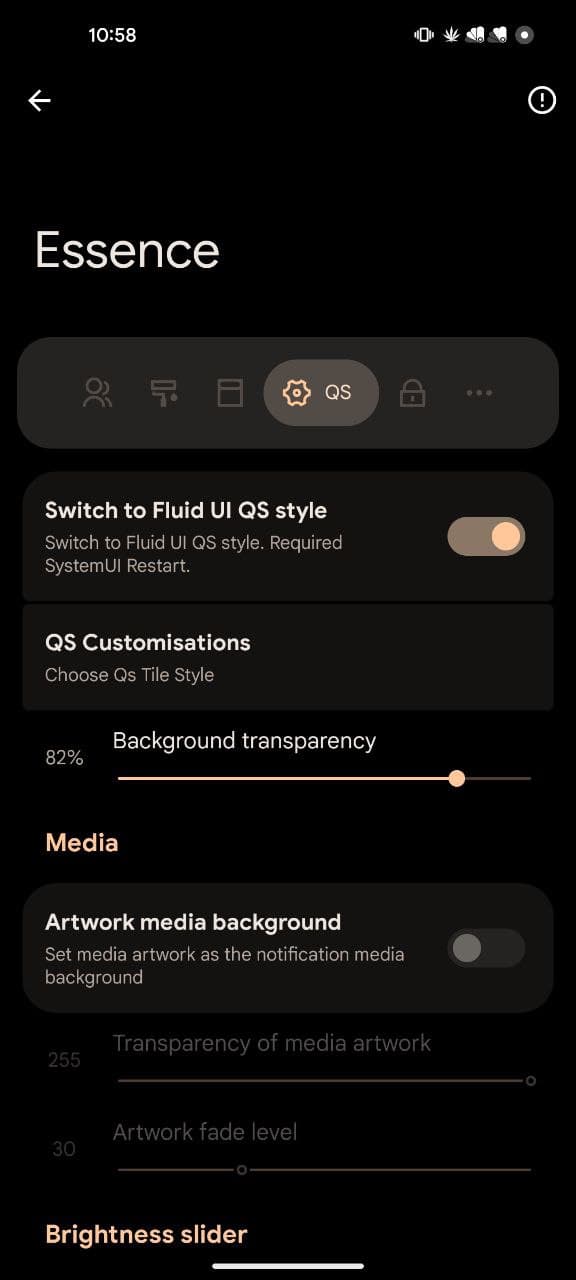 10:58
Essence
QS
Switch to Fluid UI QS style
Switch to Fluid UI QS style. Required
SystemUI Restart.
QS Customisations
Choose Qs Tile Style
Background transparency
82%
Media
Artwork media background
Set media artwork as the notification media
background
Transparency of media artwork
255
Artwork fade level
30
Brightness slider